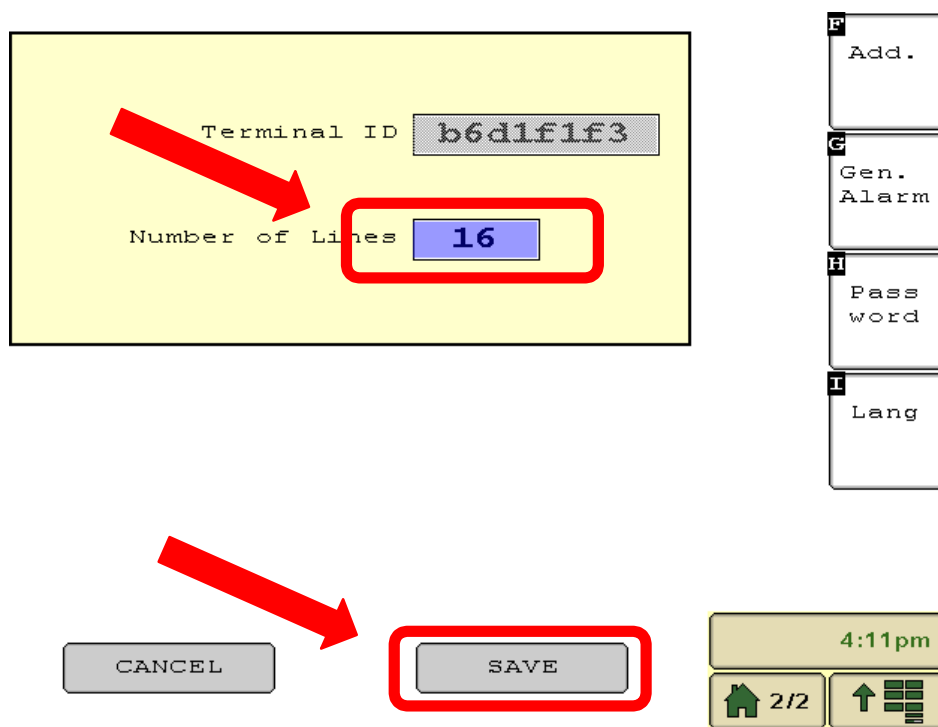 F
Add.
Terminal ID b6d1f1f3
G
Gen.
Alarm
Number of Lines 16
H
Pass
word
I
Lang
4:11pm
CANCEL SAVE
2/2